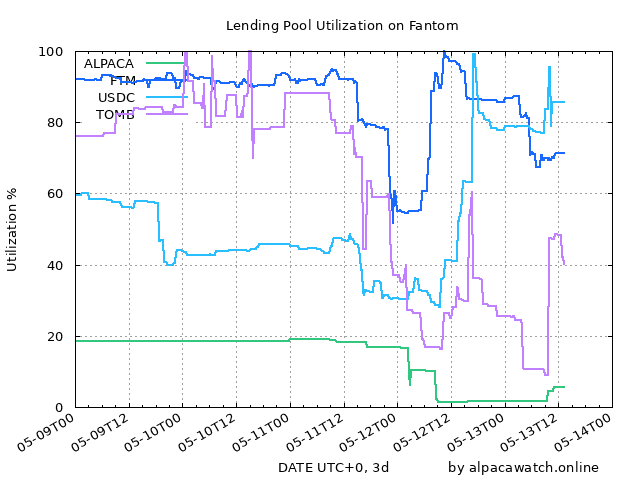 Lending Pool Utilization on Fantom
Utilization %
100
80
60
40
20
0
ALPACA
FTM
USDC
TOMB
05-09T00
05-09T12
05-10T00
05-10T12
05-11T00
05-11T12
05-12T00
05-12T12
05-13T00
05-13T12
05-14T00
DATE UTC+0, 3d
by alpacawatch.online